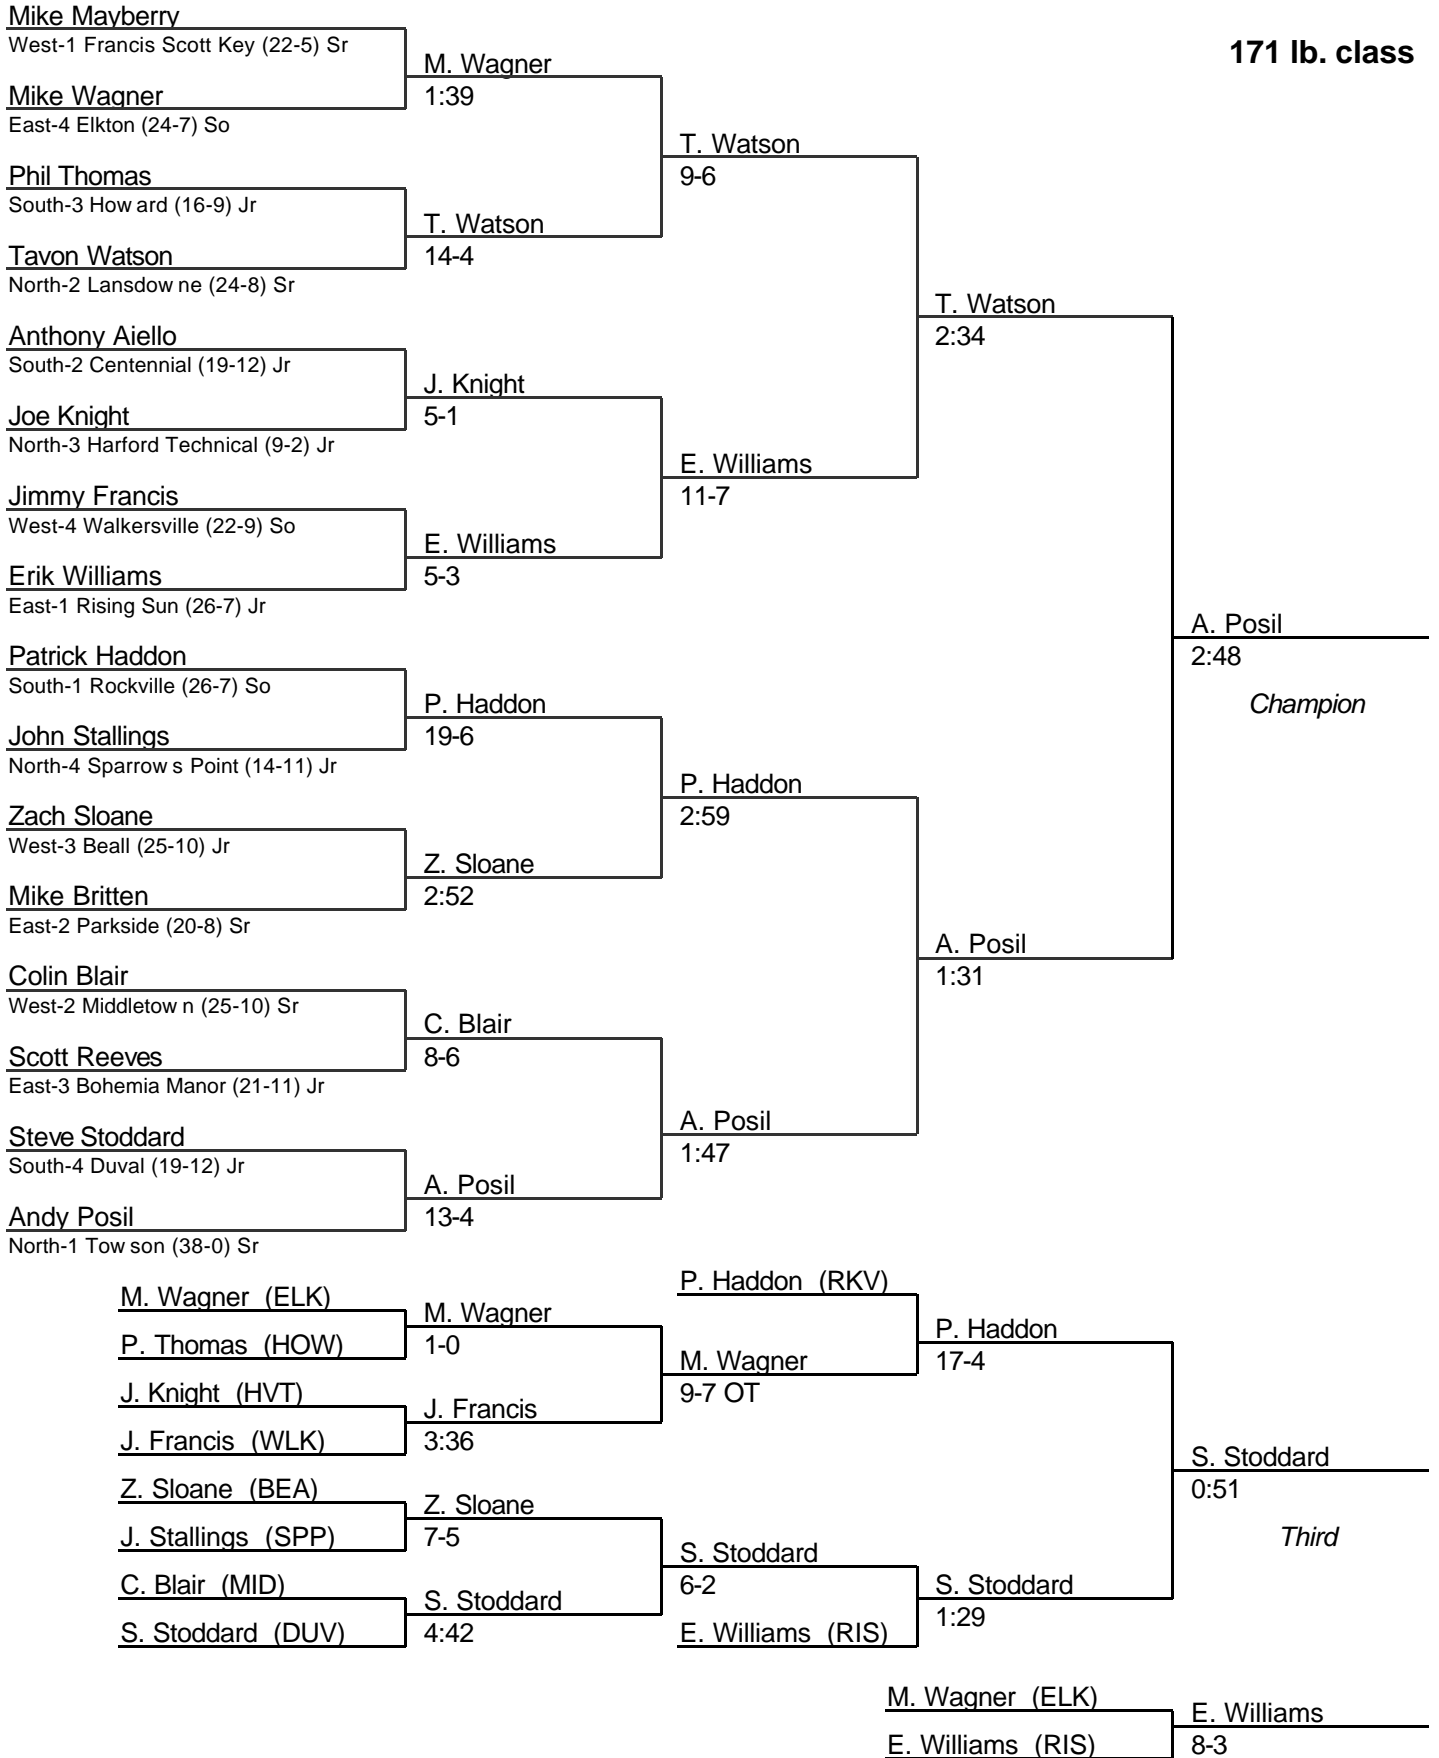 171 lb. class
Mike Mayberry
West-1 Francis Scott Key (22-5) Sr
M. Wagner
1:39
Mike Wagner
East-4 Elkton (24-7) So
T. Watson
9-6
Phil Thomas
South-3 How ard (16-9) Jr
T. Watson
14-4
Tavon Watson
North-2 Lansdow ne (24-8) Sr
T. Watson
2:34
Anthony Aiello
South-2 Centennial (19-12) Jr
J. Knight
5-1
Joe Knight
North-3 Harford Technical (9-2) Jr
E. Williams
11-7
Jimmy Francis
West-4 Walkersville (22-9) So
E. Williams
5-3
Erik Williams
East-1 Rising Sun (26-7) Jr
A. Posil
2:48
Champion
Patrick Haddon
South-1 Rockville (26-7) So
P. Haddon
19-6
John Stallings
North-4 Sparrow s Point (14-11) Jr
P. Haddon
2:59
Zach Sloane
West-3 Beall (25-10) Jr
Z. Sloane
2:52
Mike Britten
East-2 Parkside (20-8) Sr
A. Posil
1:31
Colin Blair
West-2 Middletow n (25-10) Sr
C. Blair
8-6
Scott Reeves
East-3 Bohemia Manor (21-11) Jr
A. Posil
1:47
Steve Stoddard
South-4 Duval (19-12) Jr
A. Posil
13-4
Andy Posil
North-1 Tow son (38-0) Sr
M. Wagner (ELK)
M. Wagner
1-0
P. Thomas (HOW)
P. Haddon (RKV)
P. Haddon
17-4
M. Wagner
9-7 OT
J. Knight (HVT)
J. Francis
3:36
J. Francis (WLK)
S. Stoddard
0:51
Third
Z. Sloane (BEA)
Z. Sloane
7-5
J. Stallings (SPP)
S. Stoddard
6-2
C. Blair (MID)
S. Stoddard
4:42
S. Stoddard (DUV)
S. Stoddard
1:29
E. Williams (RIS)
M. Wagner (ELK)
E. Williams
8-3
E. Williams (RIS)